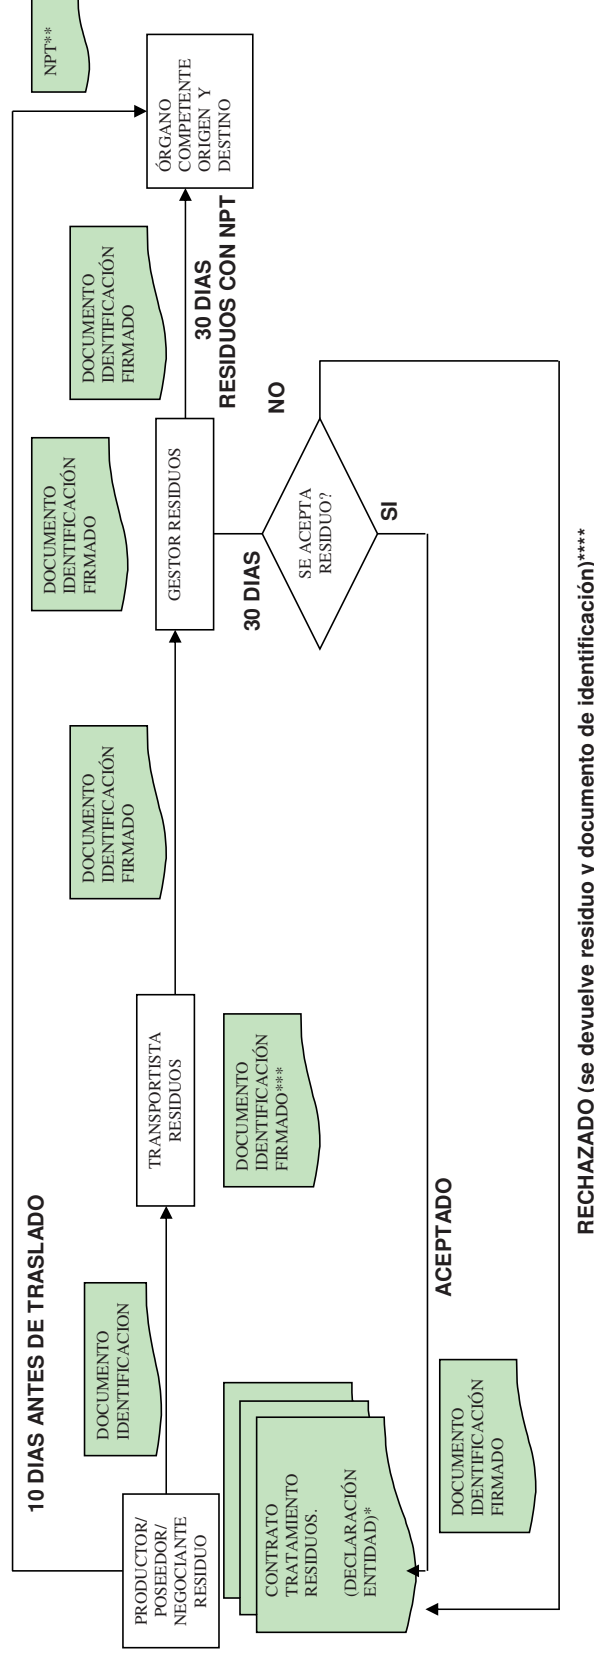 NPT**
10 DIAS ANTES DE TRASLADO
PRODUCTOR/
POSEEDOR/
NEGOCIANTE
RESIDUO
DOCUMENTO
IDENTIFICACION
TRANSPORTISTA
RESIDUOS
DOCUMENTO
IDENTIFICACIÓN
FIRMADO***
DOCUMENTO
IDENTIFICACIÓN
FIRMADO
GESTOR RESIDUOS
DOCUMENTO
IDENTIFICACIÓN
FIRMADO
DOCUMENTO
IDENTIFICACIÓN
FIRMADO
30 DIAS
RESIDUOS CON NPT
ÓRGANO
COMPETENTE
ORIGEN Y
DESTINO
30 DIAS
SE ACEPTA
RESIDUO?
NO
SI
CONTRATO
TRATAMIENTO
RESIDUOS.
(DECLARACIÓN
ENTIDAD)*
ACEPTADO
DOCUMENTO
IDENTIFICACIÓN
FIRMADO
RECHAZADO (se devuelve residuo y documento de identificación)****